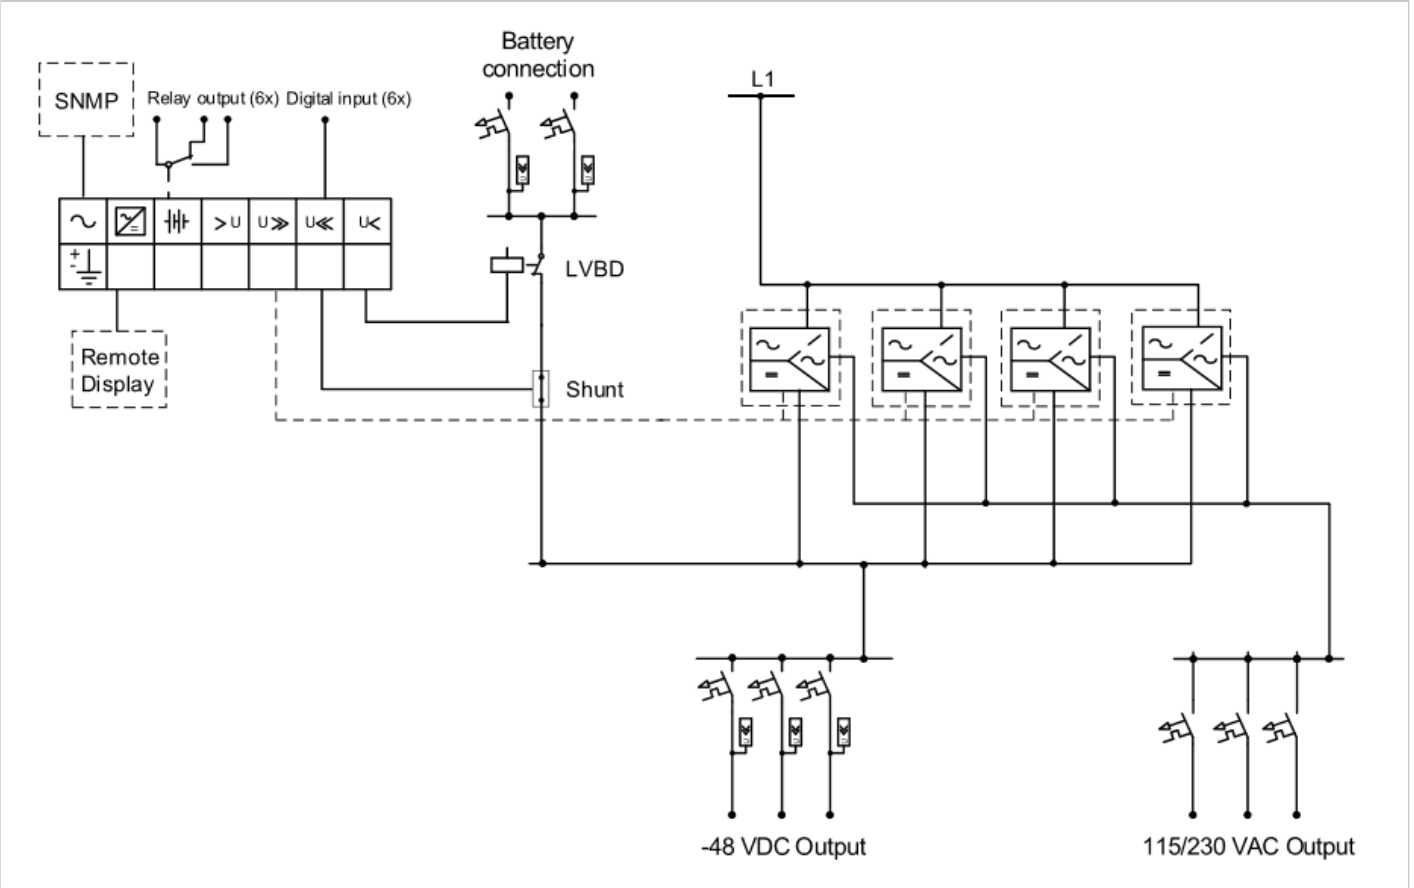 Battery
connection
L1
SNMP
Relay output (6x) Digital input (6x)
>U U≫ U≪ U<
+
-
LVBD
Remote
Display
Shunt
-48 VDC Output
115/230 VAC Output